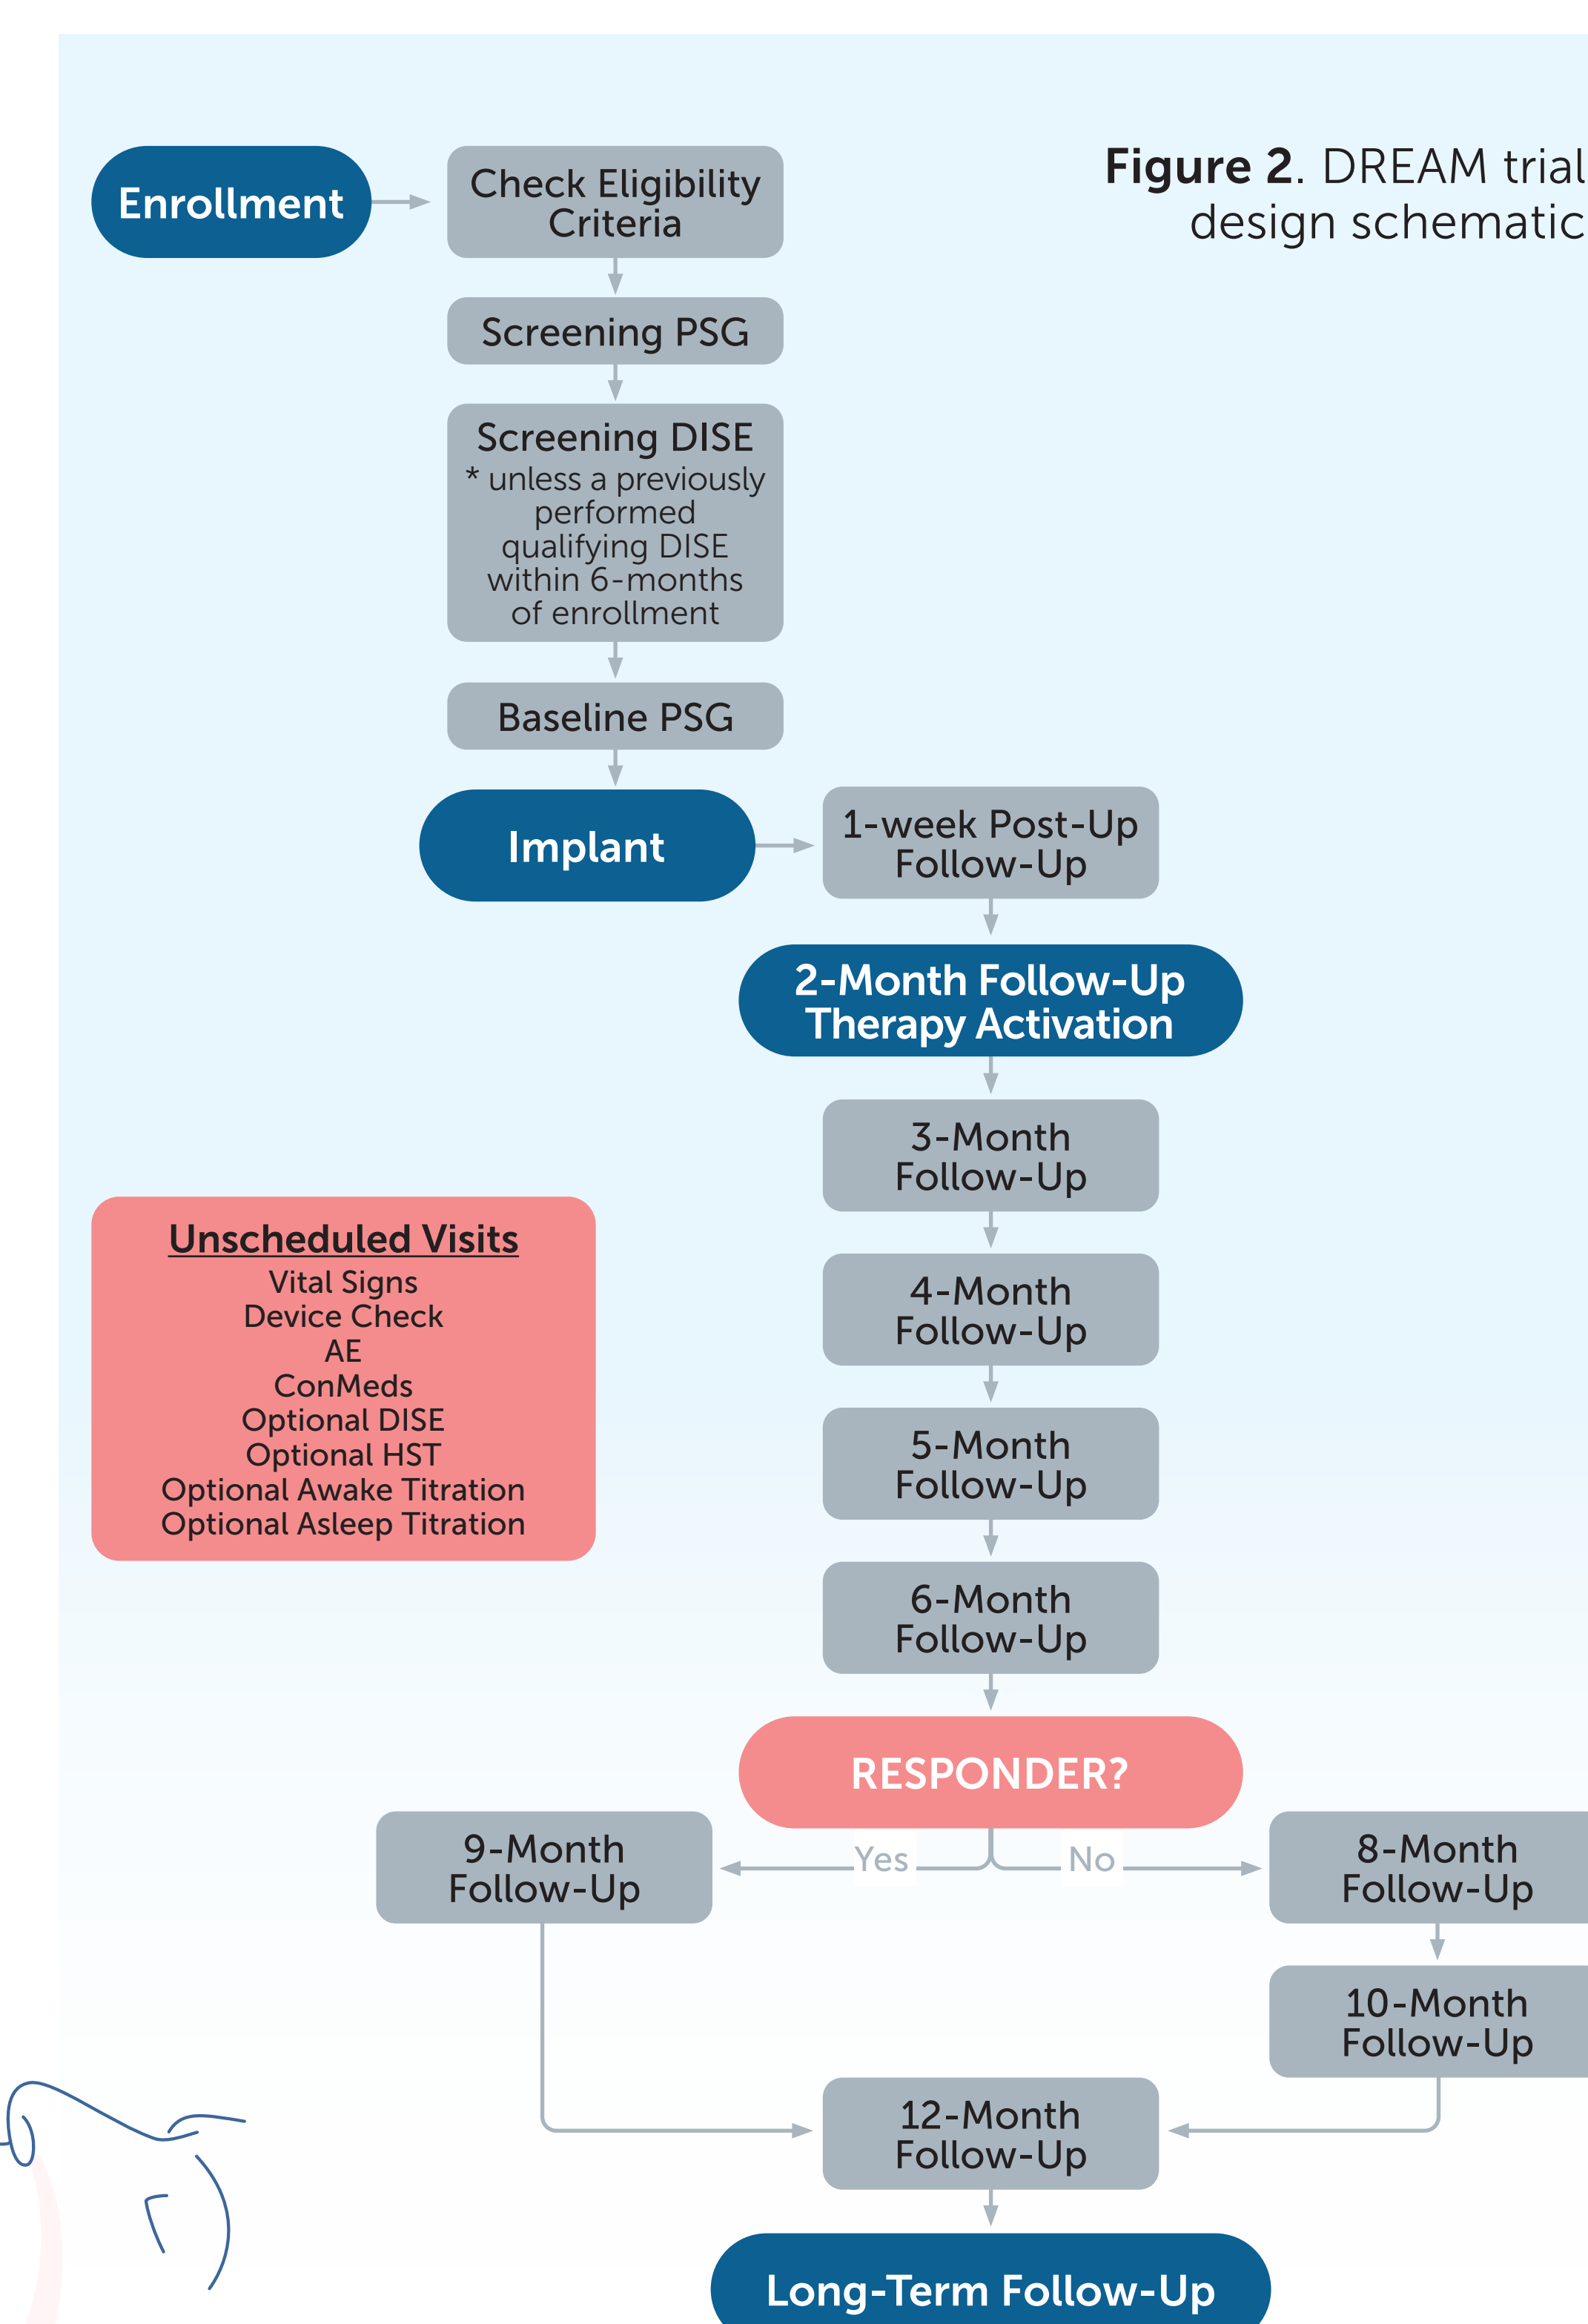 Figure 2. DREAM trial
design schematic
Enrollment
Check Eligibility
Criteria
Screening PSG
Screening DISE
* unless a previously
performed
qualifying DISE
within 6-months
of enrollment
Baseline PSG
Implant
1-week Post-Up
Follow-Up
2-Month Follow-Up
Therapy Activation
3-Month
Follow-Up
4-Month
Follow-Up
5-Month
Follow-Up
6-Month
Follow-Up
Unscheduled Visits
Vital Signs
Device Check
AE
ConMeds
Optional DISE
Optional HST
Optional Awake Titration
Optional Asleep Titration
RESPONDER?
Yes
No
9-Month
Follow-Up
8-Month
Follow-Up
10-Month
Follow-Up
12-Month
Follow-Up
Long-Term Follow-Up